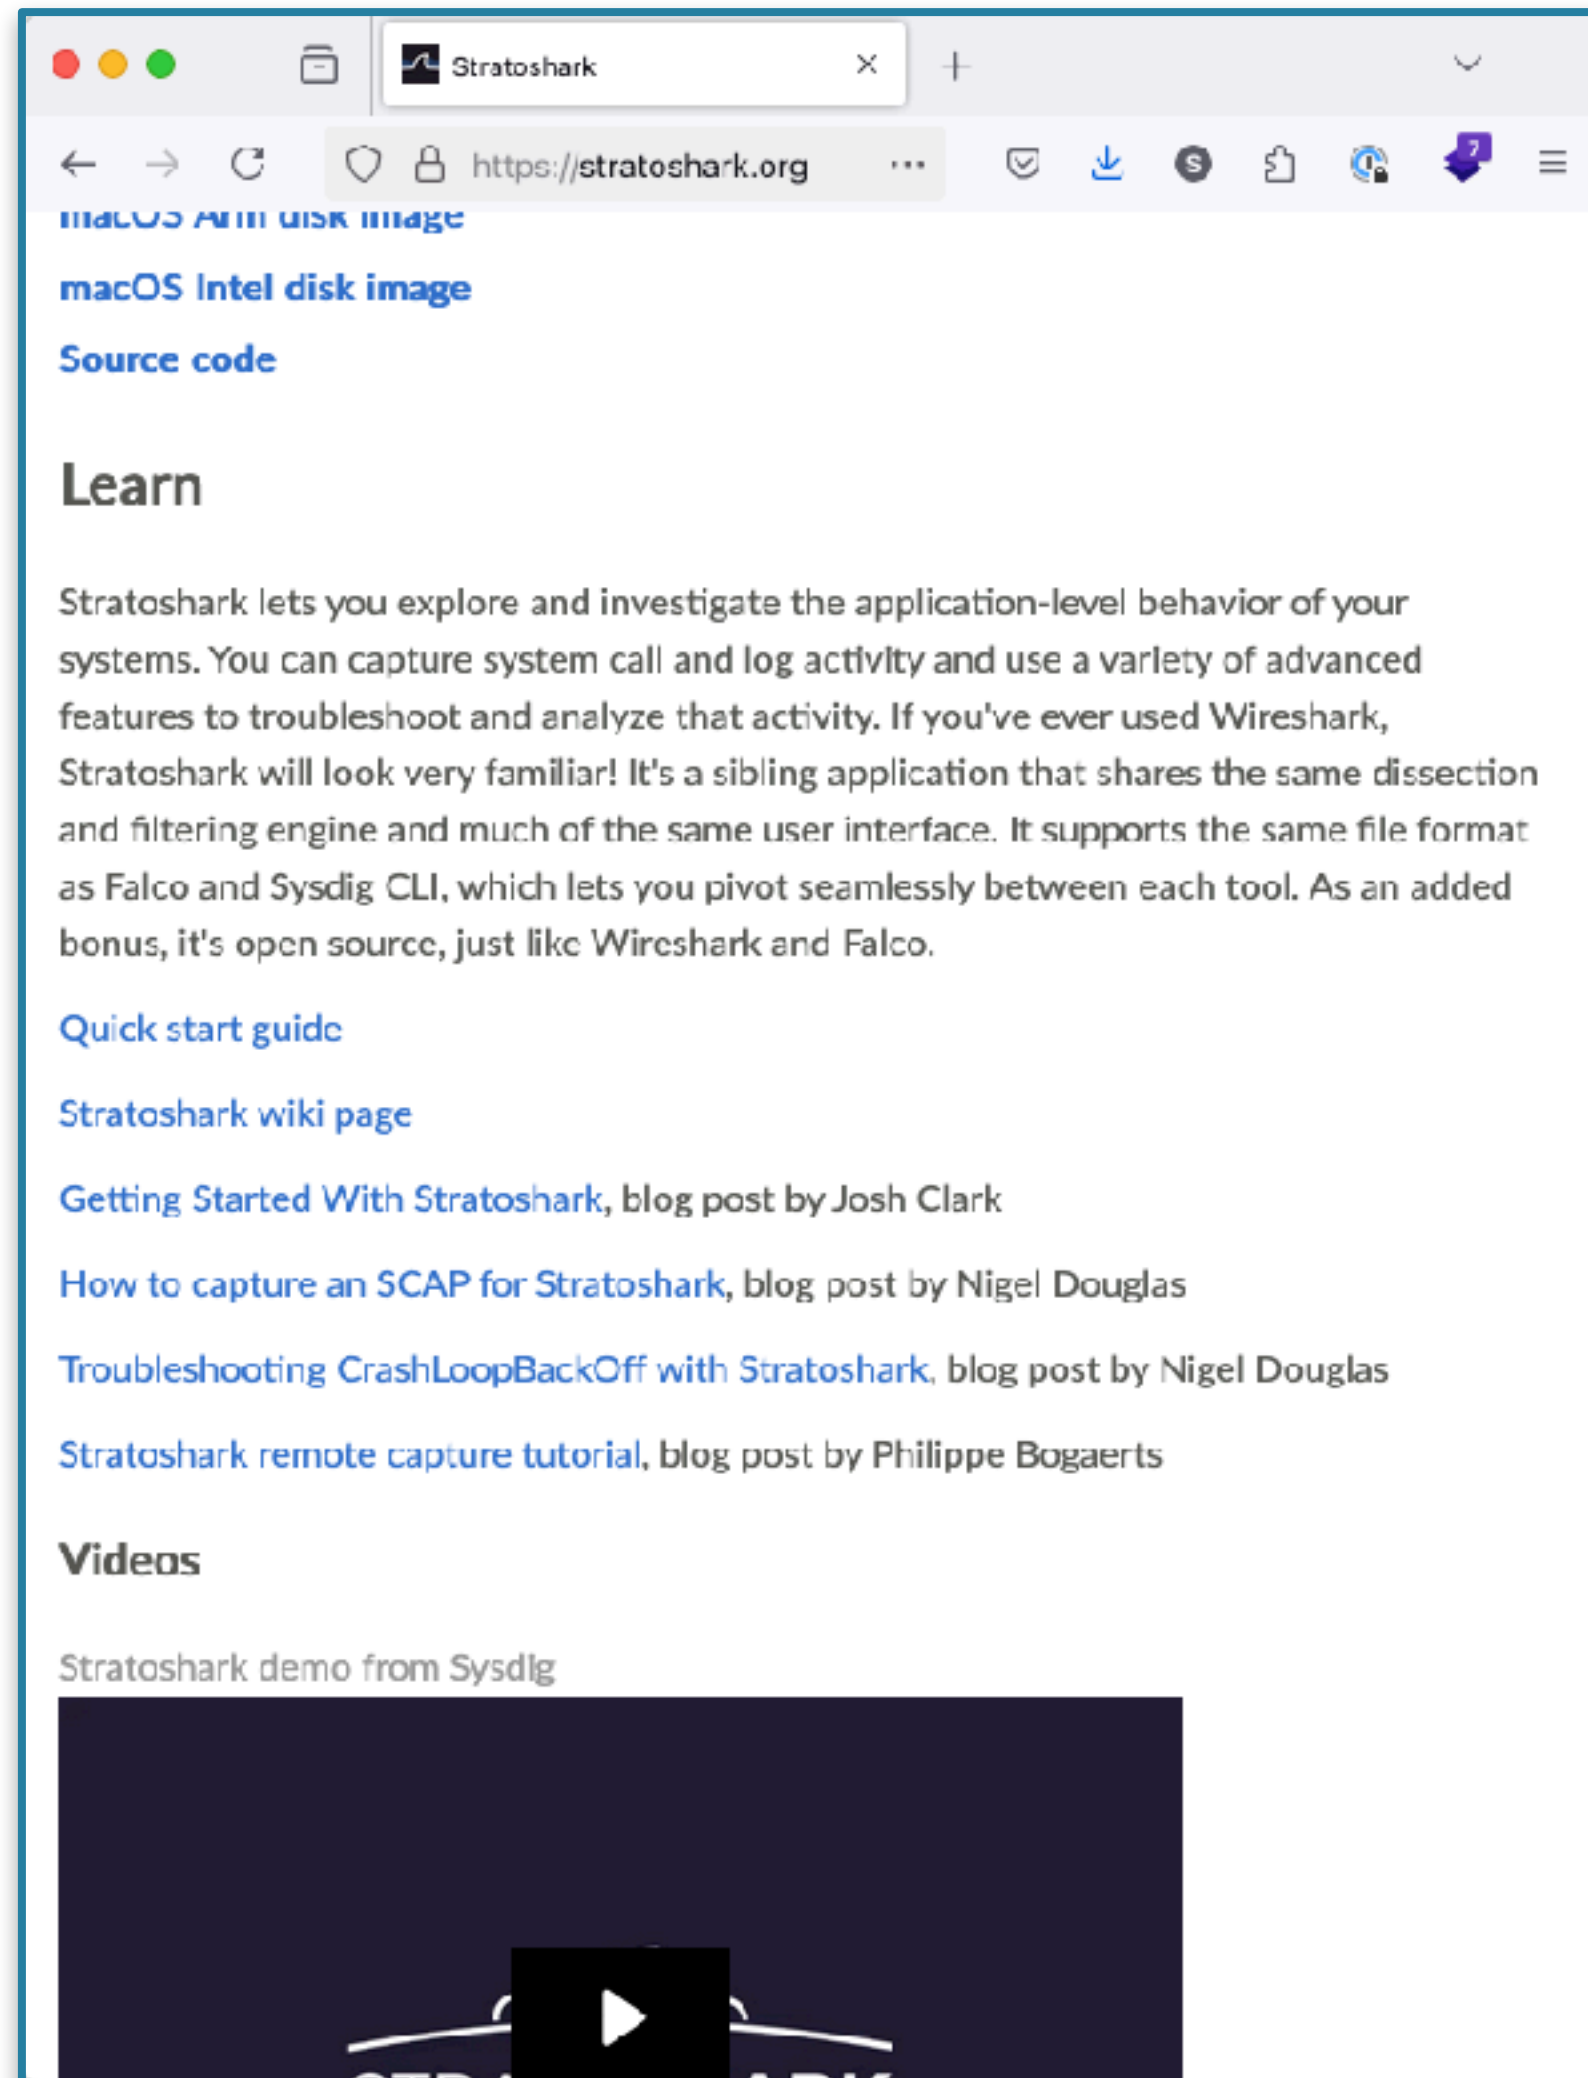 Stratoshark
https://stratoshark.org
7
macOS Arm disk image
macOS Intel disk image
Source code
Learn
Stratoshark lets you explore and investigate the application-level behavior of your
systems. You can capture system call and log activity and use a variety of advanced
features to troubleshoot and analyze that activity. If you've ever used Wireshark,
Stratoshark will look very familiar! It's a sibling application that shares the same dissection
and filtering engine and much of the same user interface. It supports the same file format
as Falco and Sysdig CLI, which lets you pivot seamlessly between each tool. As an added
bonus, it's open source, just like Wireshark and Falco.
Quick start guide
Stratoshark wiki page
Getting Started With Stratoshark, blog post by Josh Clark
How to capture an SCAP for Stratoshark, blog post by Nigel Douglas
Troubleshooting CrashLoopBackOff with Stratoshark, blog post by Nigel Douglas
Stratoshark remote capture tutorial, blog post by Philippe Bogaerts
Videos
Stratoshark demo from Sysdig